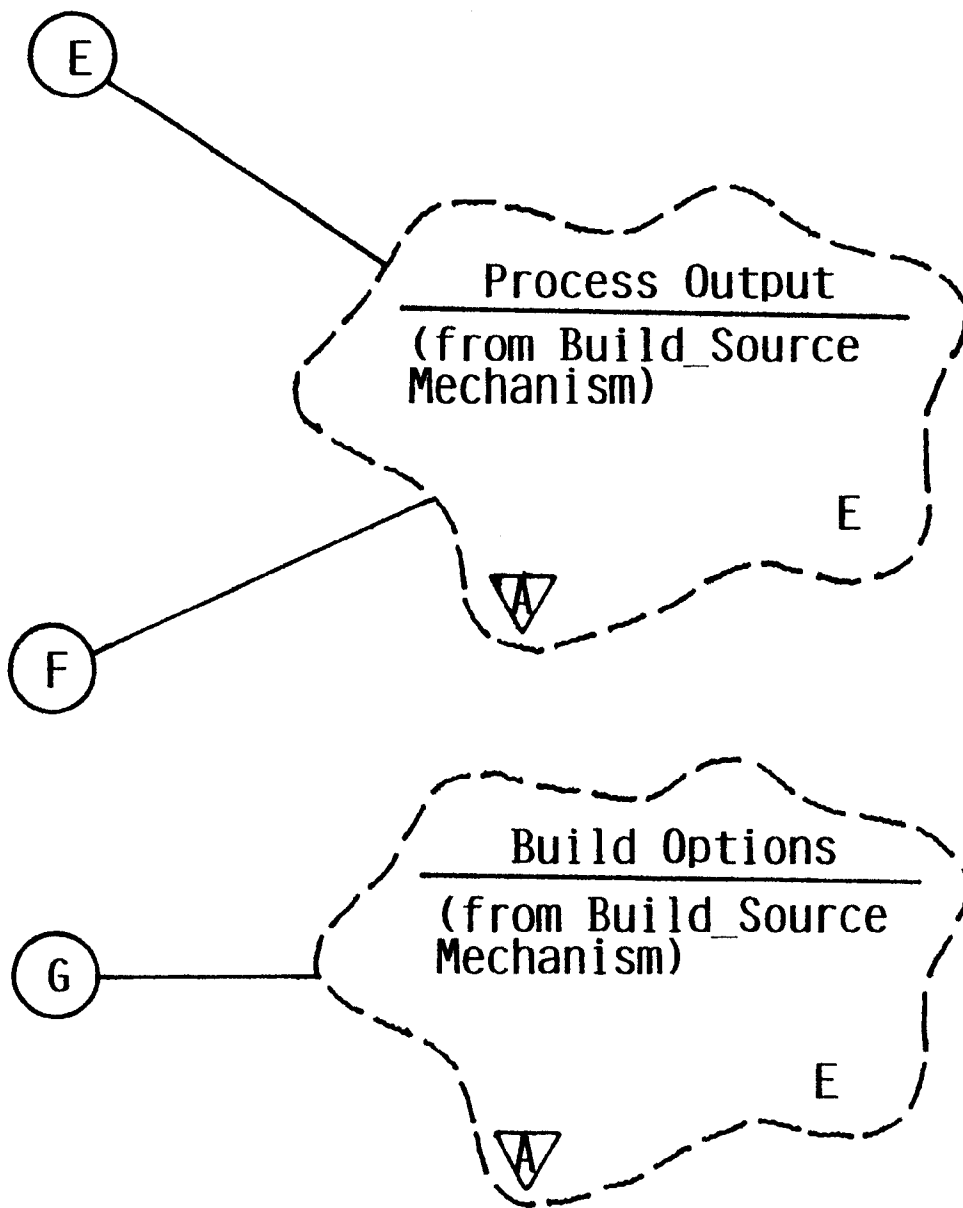 E
Process Output
(from Build_Source
Mechanism)
E
A
F
Build Options
(from Build_Source
Mechanism)
G
E
A